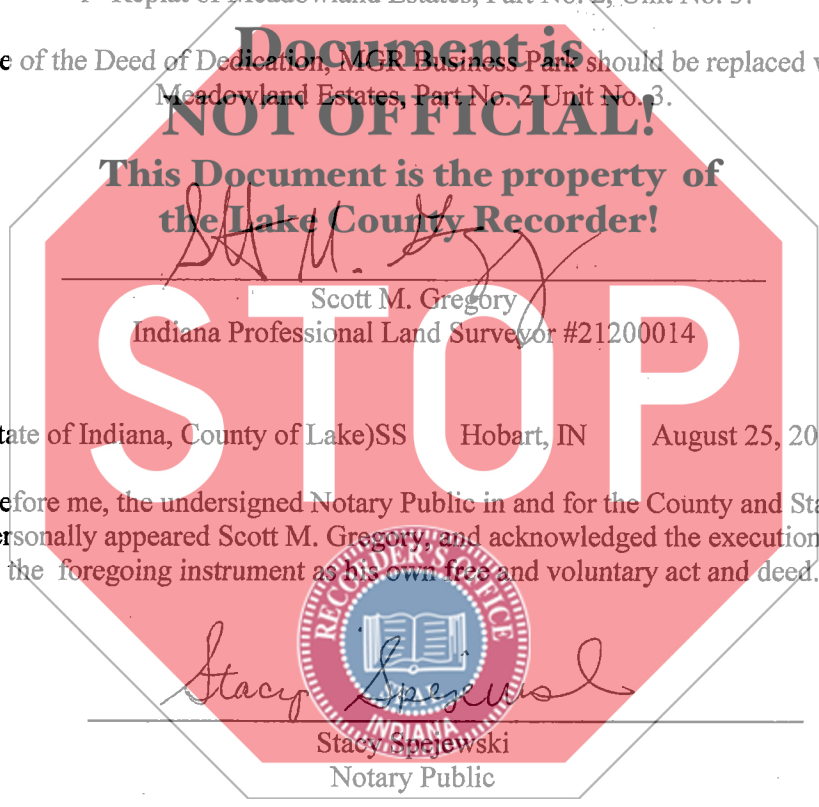 Replat of Meadowland Estates, Part No. 2, Unit No. 3.
Document is
e of the Deed of Dedication, MGR Business Park should be replaced
Meadowland Estates, Part No. 2 Unit No. 3.
NOT OFFICIAL!
This Document is the property of
the Lake County Recorder!
Scott M. Gregory
Scott M. Gregory
Indiana Professional Land Surveyor #21200014
STOP
tate of Indiana, County of Lake)SS Hobart, IN August 25, 20
efore me, the undersigned Notary Public in and for the County and Sta
ersonally appeared Scott M. Gregory, and acknowledged the execution
the foregoing instrument as his own free and voluntary act and deed.
RECORDER'S OFFICE
INDIANA
Stacy Spejewski
Stacy Spejewski
Notary Public